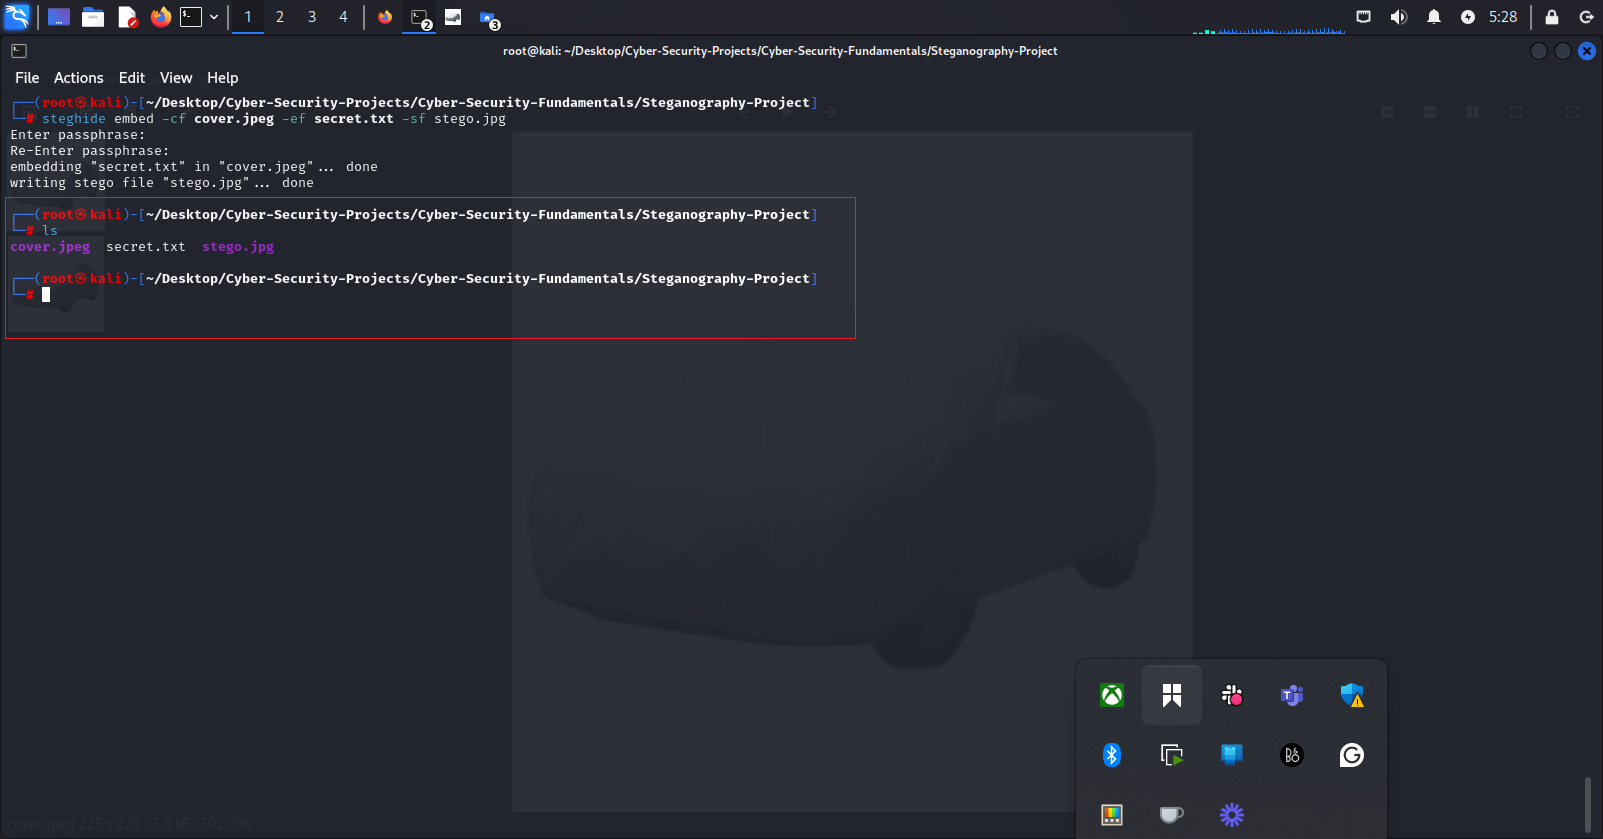 1 2 3 4
2
3
5:28
root@kali: ~/Desktop/Cyber-Security-Projects/Cyber-Security-Fundamentals/Steganography-Project
File Actions Edit View Help
┌──(root㉿kali)-[~/Desktop/Cyber-Security-Projects/Cyber-Security-Fundamentals/Steganography-Project]
└─# steghide embed -cf cover.jpeg -ef secret.txt -sf stego.jpg
Enter passphrase:
Re-Enter passphrase:
embedding "secret.txt" in "cover.jpeg"... done
writing stego file "stego.jpg"... done
┌──(root㉿kali)-[~/Desktop/Cyber-Security-Projects/Cyber-Security-Fundamentals/Steganography-Project]
└─# ls
cover.jpeg secret.txt stego.jpg
┌──(root㉿kali)-[~/Desktop/Cyber-Security-Projects/Cyber-Security-Fundamentals/Steganography-Project]
└─#
cover.jpeg 225 x 225 3.0 kB 302.7%